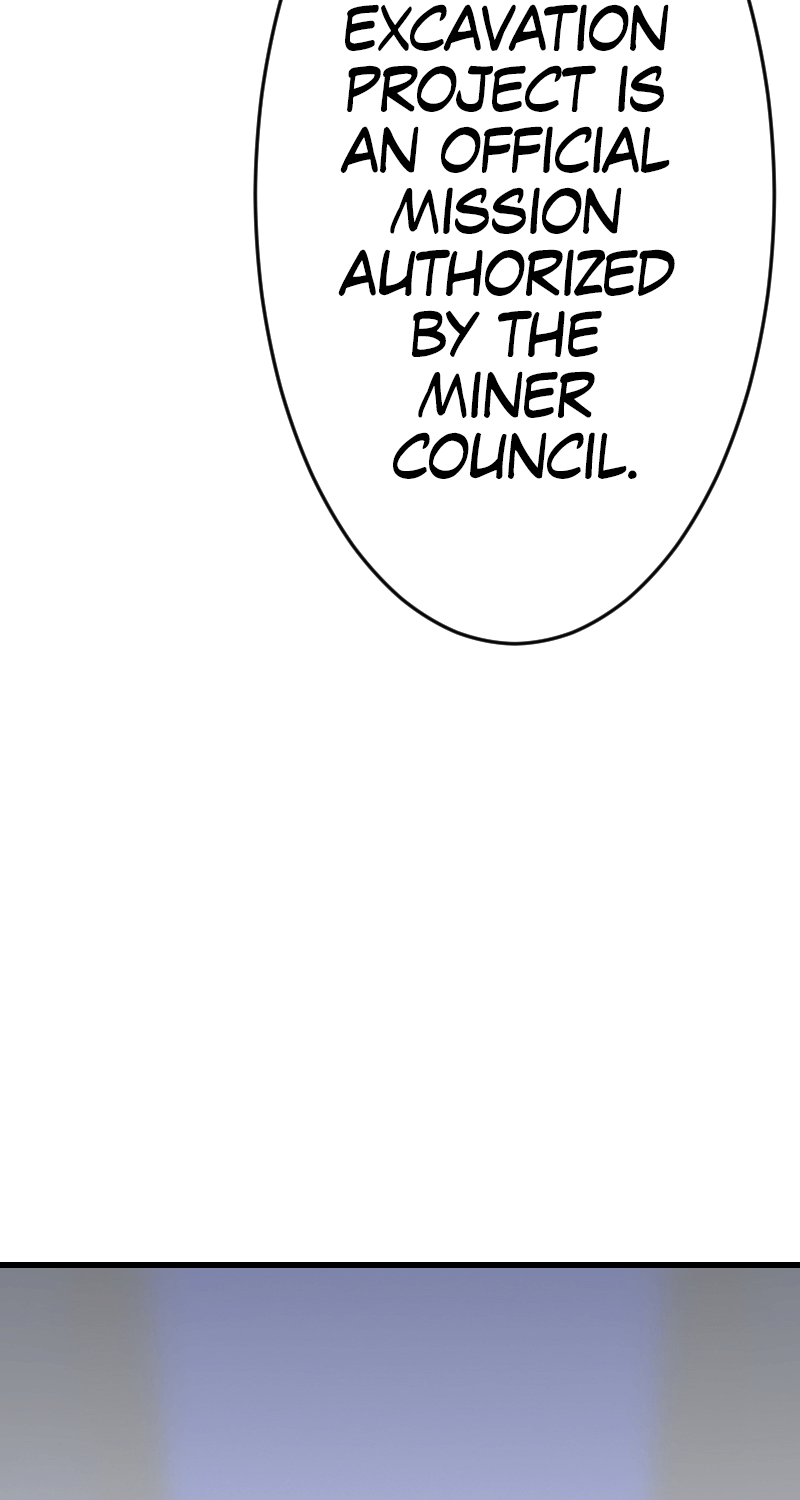 EXCAVATION
PROJECT IS
AN OFFICIAL
MISSION
AUTHORIZED
BY THE
MINER
COUNCIL.